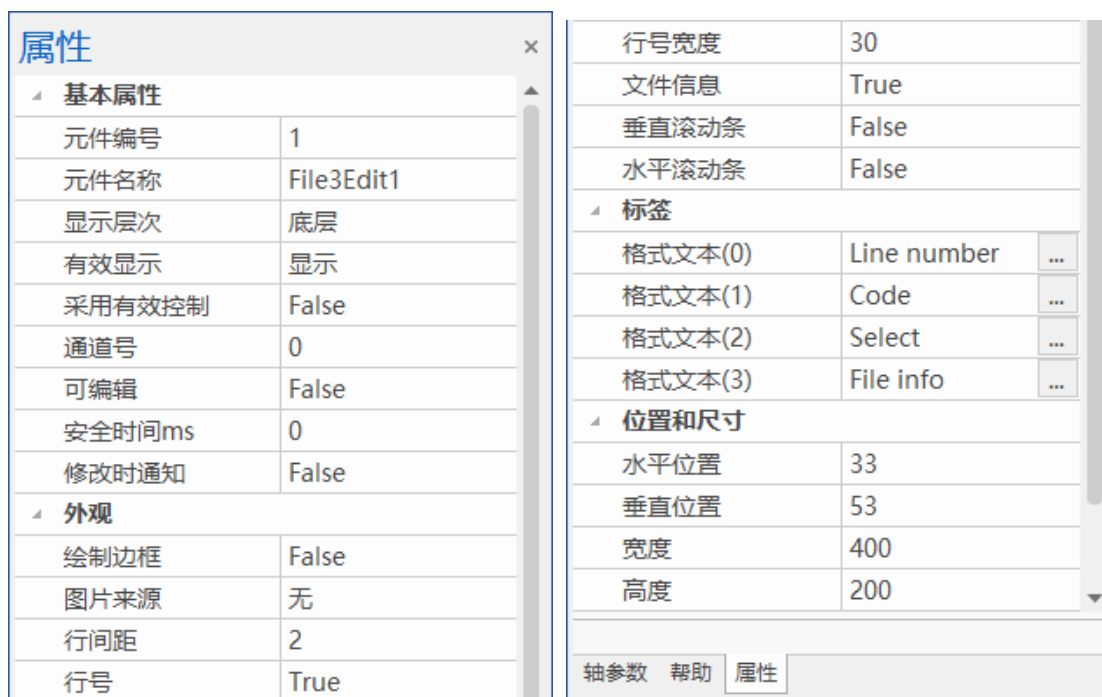 属性
基本属性
元件编号 1
元件名称 File3Edit1
显示层次 底层
有效显示 显示
采用有效控制 False
通道号 0
可编辑 False
安全时间ms 0
修改时通知 False
外观
绘制边框 False
图片来源 无
行间距 2
行号 True
行号宽度 30
文件信息 True
垂直滚动条 False
水平滚动条 False
标签
格式文本(0) Line number ...
格式文本(1) Code ...
格式文本(2) Select ...
格式文本(3) File info ...
位置和尺寸
水平位置 33
垂直位置 53
宽度 400
高度 200
轴参数 帮助 属性